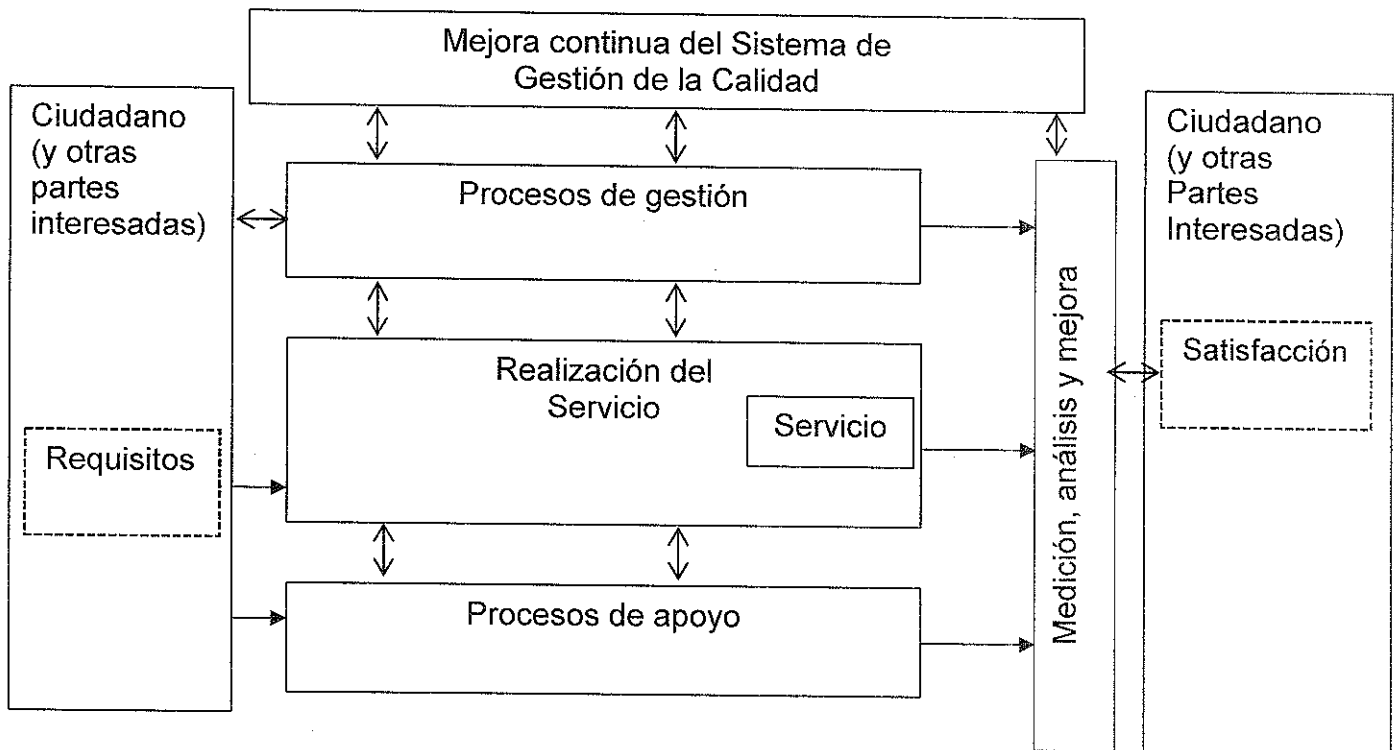 Mejora continua del Sistema de
Gestión de la Calidad
Ciudadano
(y otras
partes
interesadas)
Procesos de gestión
Ciudadano
(y otras
Partes
Interesadas)
Realización del
Servicio
Servicio
Requisitos
Procesos de apoyo
Medición, análisis y mejora
Satisfacción